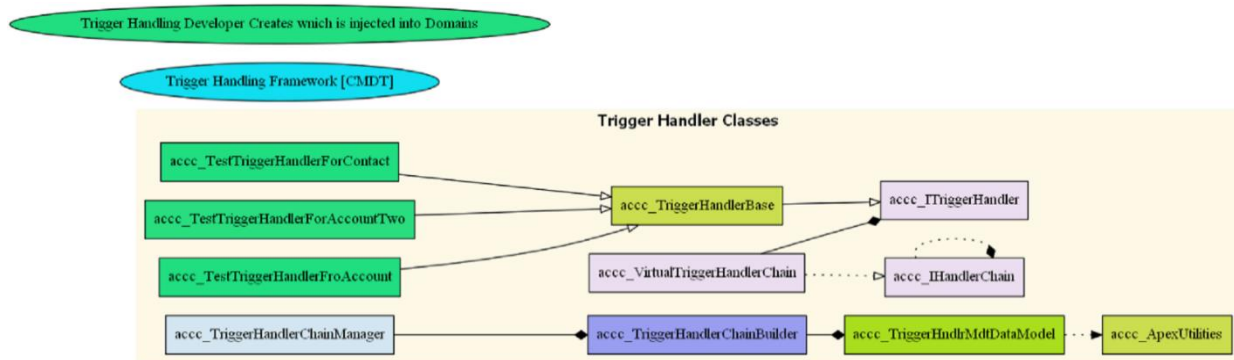 Trigger Handling Developer Creates wnich is injected into Domains
Trigger Handling Framework [CMDT]
Trigger Handler Classes
accc_TestTriggerHandlerForContact
accc_TestTriggerHandlerForAccountTwo
accc_TestTriggerHandlerFroAccount
accc_TriggerHandlerBase
accc_ITriggerHandler
accc_VirtualTriggerHandlerChain
accc_IHandlerChain
accc_TriggerHandlerChainManager
accc_TriggerHandlerChainBuilder
accc_TriggerHndlrMdtDataModel
accc_ApexUtilities